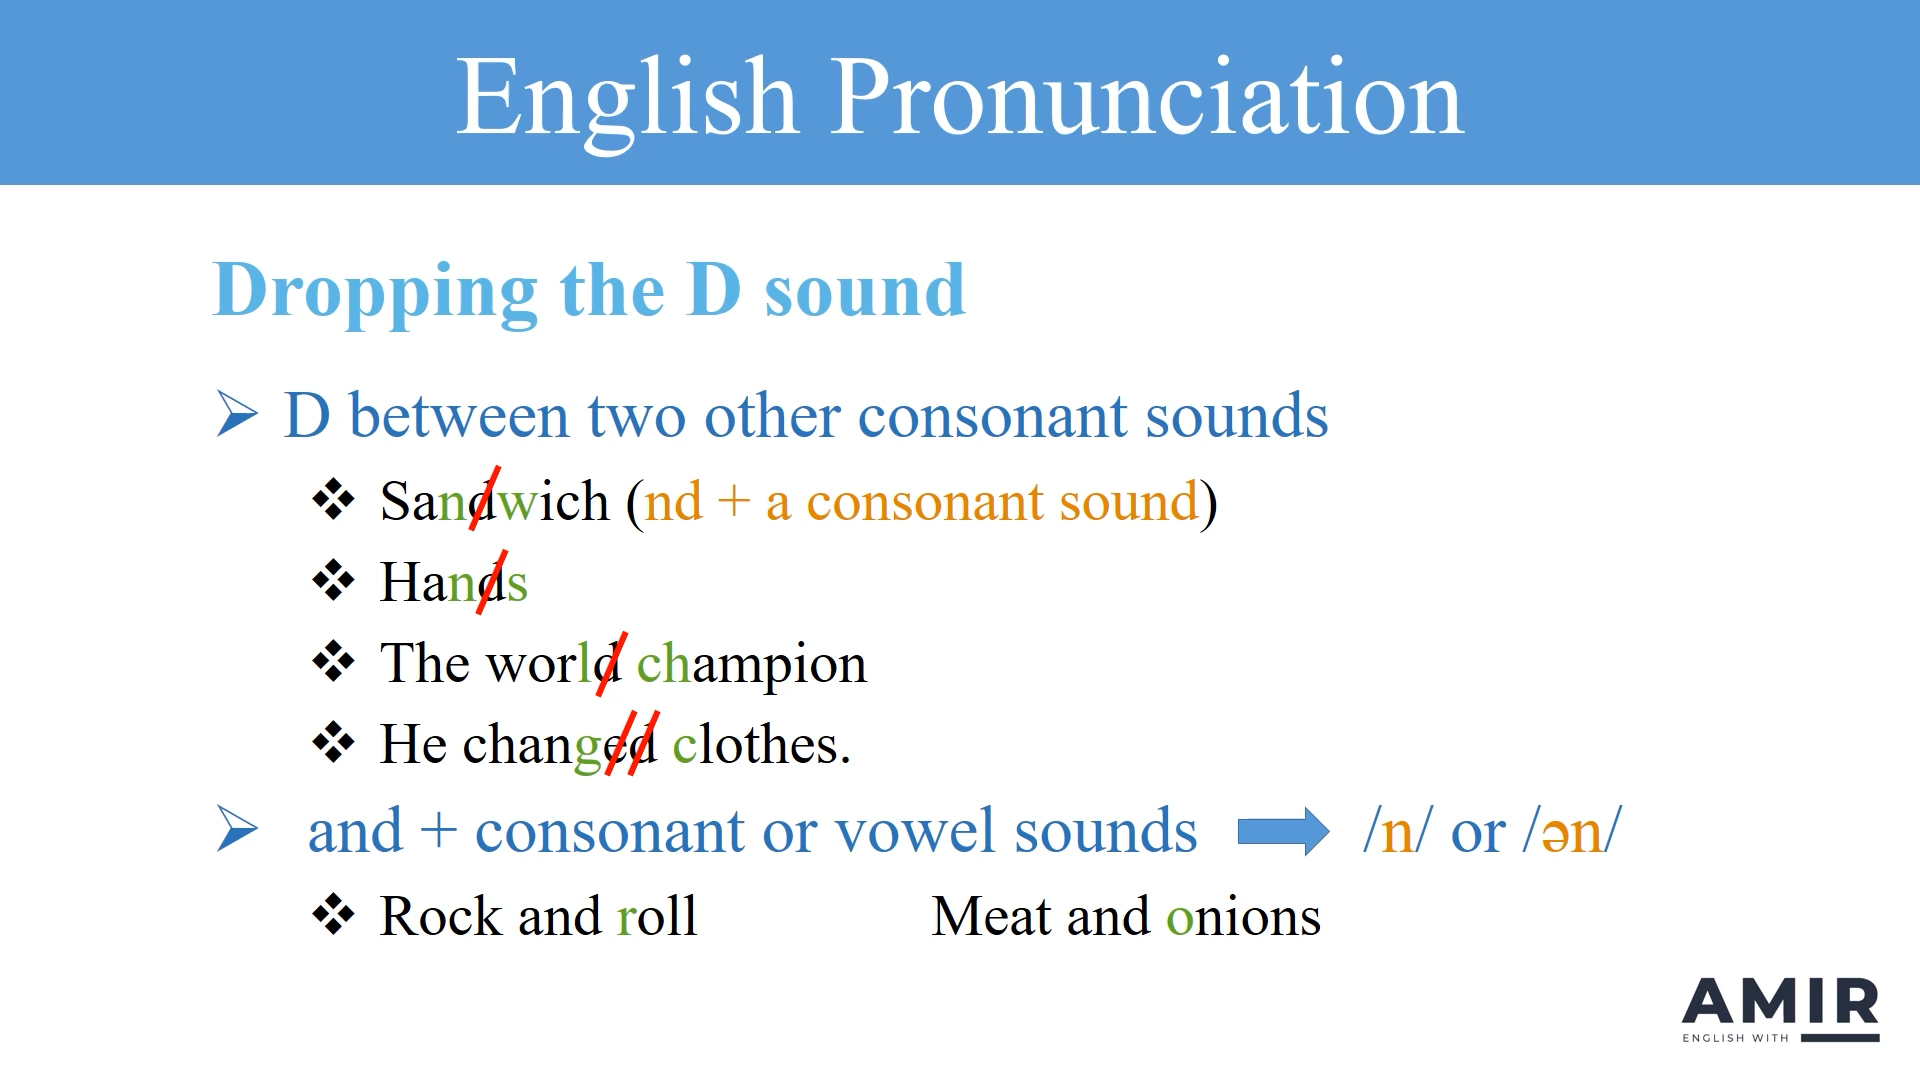 English Pronunciation
Dropping the D sound
D between two other consonant sounds
Sandwich (nd + a consonant sound)
Hands
The world champion
He changed clothes.
and + consonant or vowel sounds /n/ or /ən/
Rock and roll Meat and onions
AMIR
ENGLISH WITH